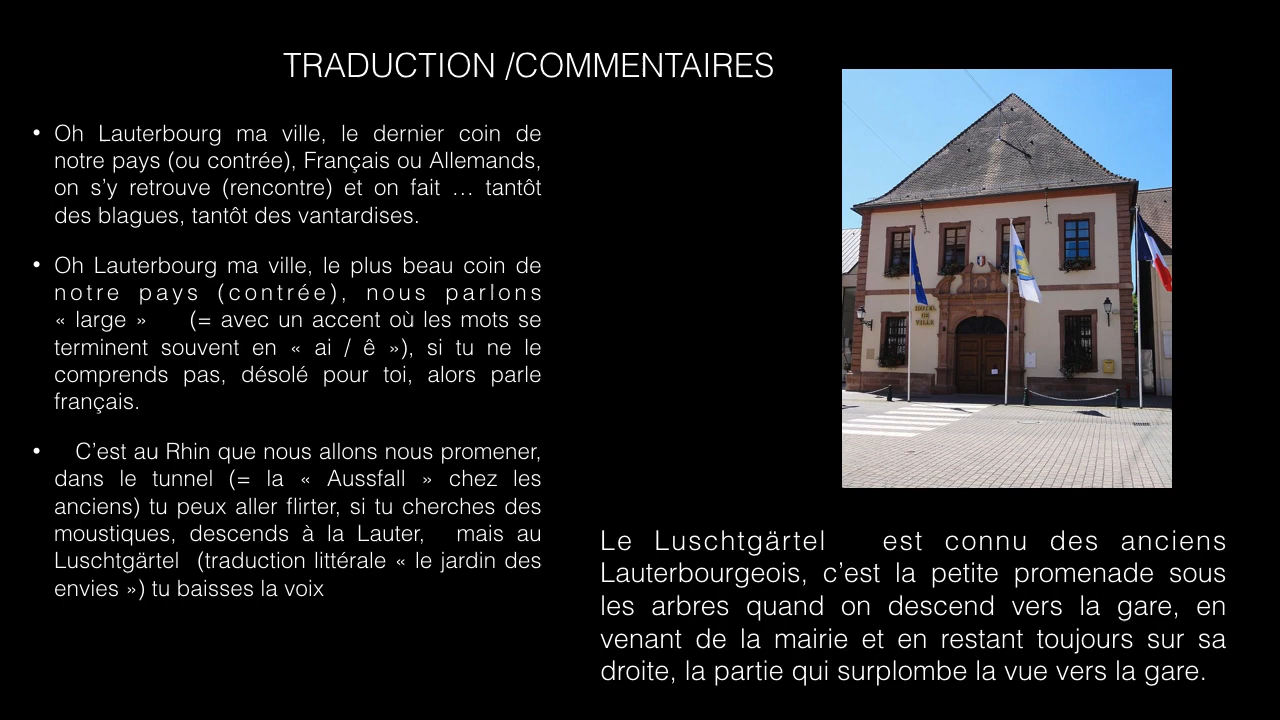 TRADUCTION /COMMENTAIRES
• Oh Lauterbourg ma ville, le dernier coin de
notre pays (ou contrée), Français ou Allemands,
on s’y retrouve (rencontre) et on fait … tantôt
des blagues, tantôt des vantardises.
• Oh Lauterbourg ma ville, le plus beau coin de
notre pays (contrée), nous parlons
« large » (= avec un accent où les mots se
terminent souvent en « ai / ê »), si tu ne le
comprends pas, désolé pour toi, alors parle
français.
• C’est au Rhin que nous allons nous promener,
dans le tunnel (= la « Aussfall » chez les
anciens) tu peux aller flirter, si tu cherches des
moustiques, descends à la Lauter, mais au
Luschtgärtel (traduction littérale « le jardin des
envies ») tu baisses la voix
HÔTEL
DE
VILLE
Le Luschtgärtel est connu des anciens
Lauterbourgeois, c’est la petite promenade sous
les arbres quand on descend vers la gare, en
venant de la mairie et en restant toujours sur sa
droite, la partie qui surplombe la vue vers la gare.